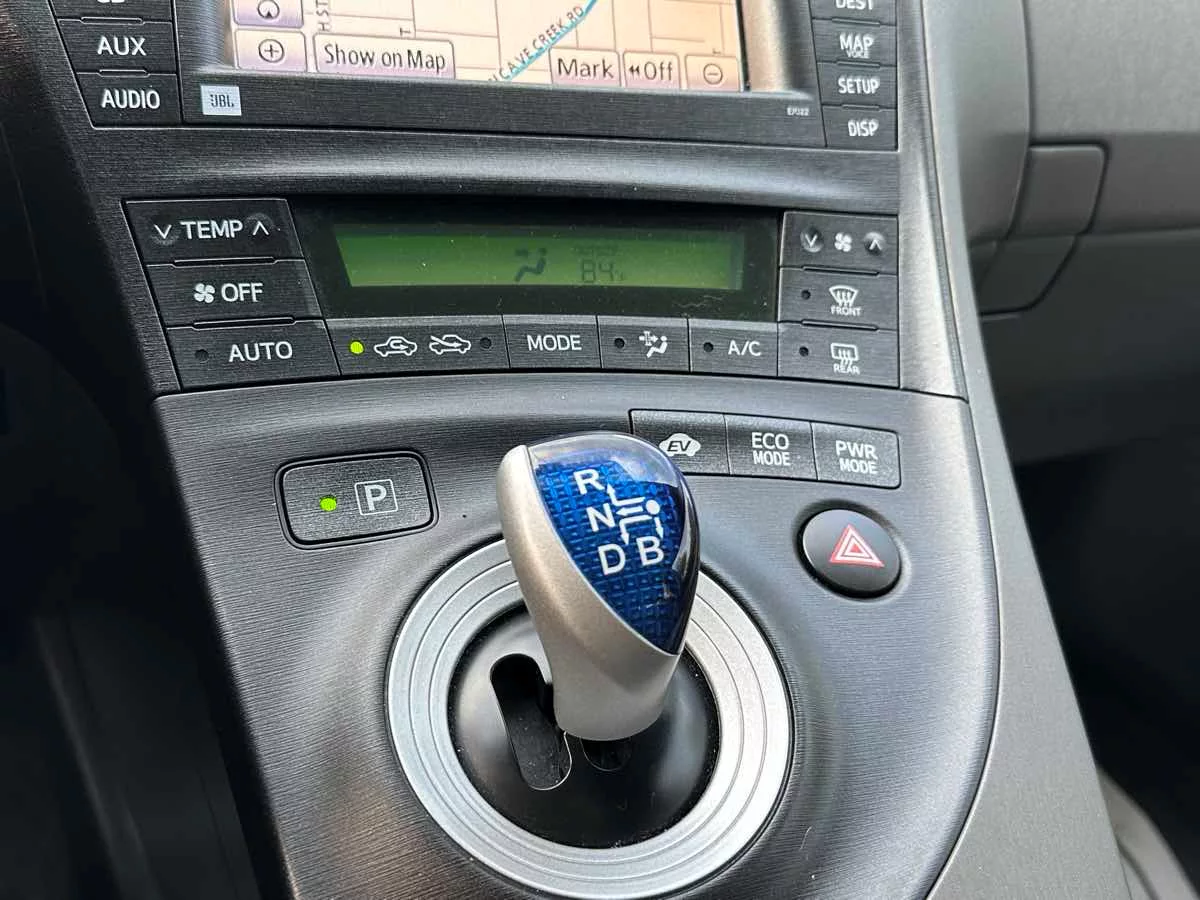 AUX
AUDIO
JBL
Show on Map
CAVE CREEK RD
Mark
Off
DEST
MAP
VOICE
SETUP
DISP
E7022
TEMP
OFF
AUTO
84
MODE
A/C
FRONT
REAR
EV
ECO
MODE
PWR
MODE
P
R
N
D B